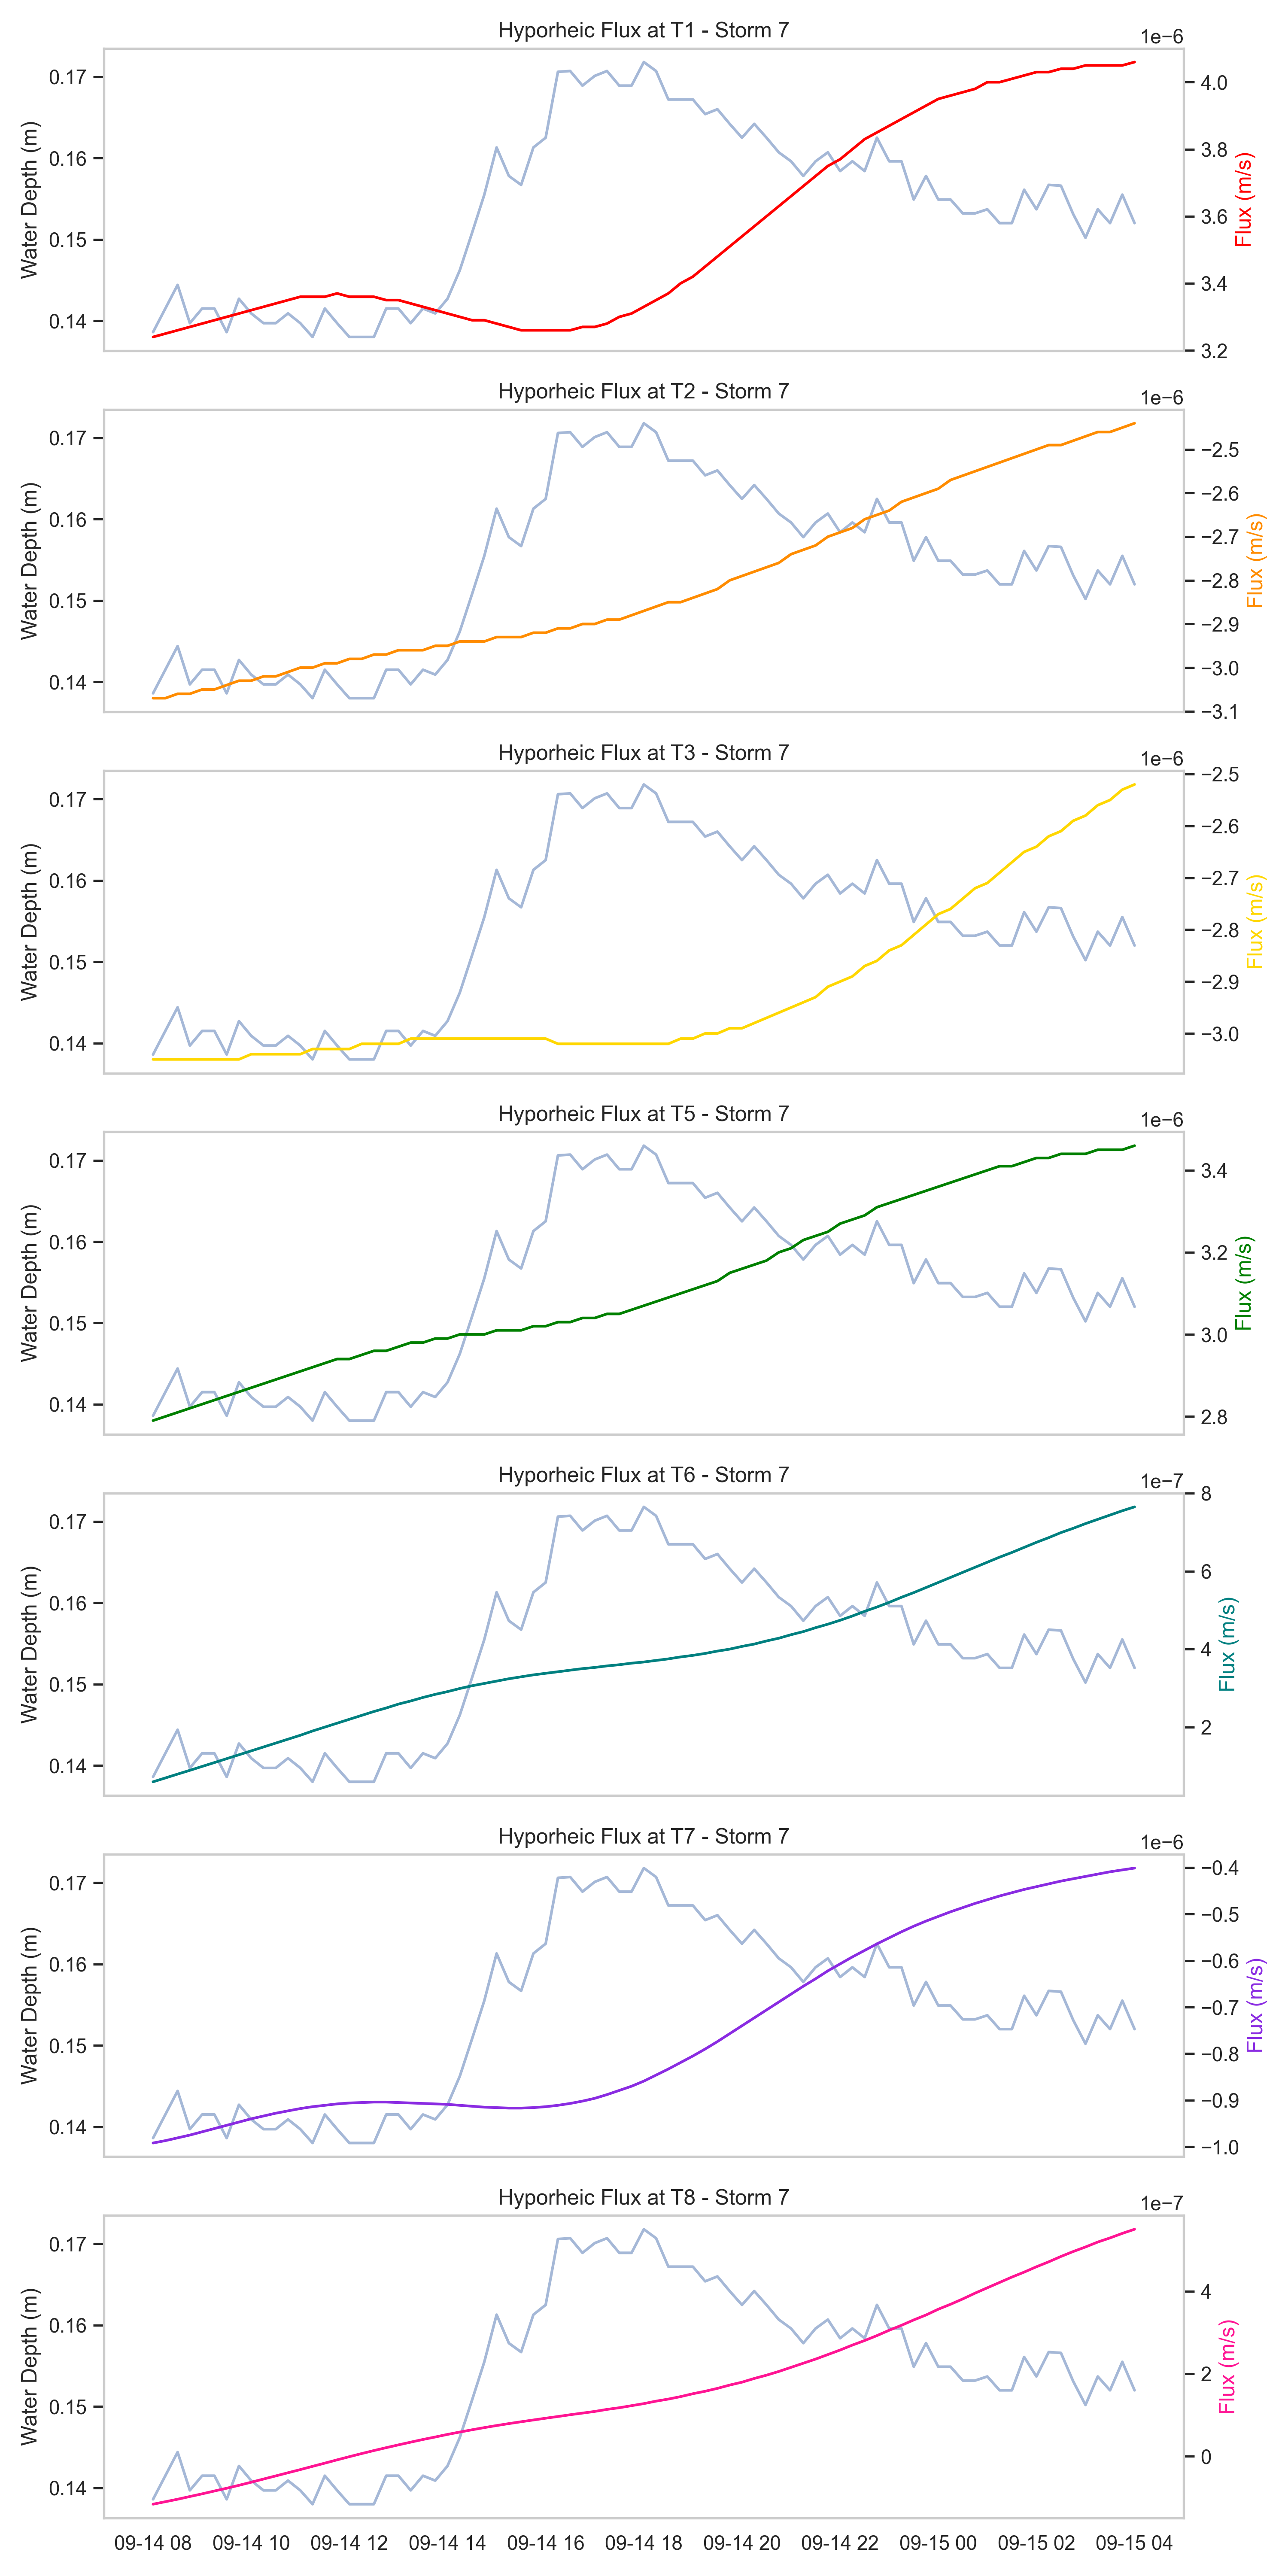 Hyporheic Flux at T1 - Storm 7
1e−6
0.17
0.16
0.15
0.14
Water Depth (m)
4.0
3.8
3.6
3.4
3.2
Flux (m/s)
Hyporheic Flux at T2 - Storm 7
1e−6
0.17
0.16
0.15
0.14
Water Depth (m)
−2.5
−2.6
−2.7
−2.8
−2.9
−3.0
−3.1
Flux (m/s)
Hyporheic Flux at T3 - Storm 7
1e−6
0.17
0.16
0.15
0.14
Water Depth (m)
−2.5
−2.6
−2.7
−2.8
−2.9
−3.0
Flux (m/s)
Hyporheic Flux at T5 - Storm 7
1e−6
0.17
0.16
0.15
0.14
Water Depth (m)
3.4
3.2
3.0
2.8
Flux (m/s)
Hyporheic Flux at T6 - Storm 7
1e−7
0.17
0.16
0.15
0.14
Water Depth (m)
8
6
4
2
Flux (m/s)
Hyporheic Flux at T7 - Storm 7
1e−6
0.17
0.16
0.15
0.14
Water Depth (m)
−0.4
−0.5
−0.6
−0.7
−0.8
−0.9
−1.0
Flux (m/s)
Hyporheic Flux at T8 - Storm 7
1e−7
0.17
0.16
0.15
0.14
Water Depth (m)
4
2
0
Flux (m/s)
09-14 08 09-14 10 09-14 12 09-14 14 09-14 16 09-14 18 09-14 20 09-14 22 09-15 00 09-15 02 09-15 04